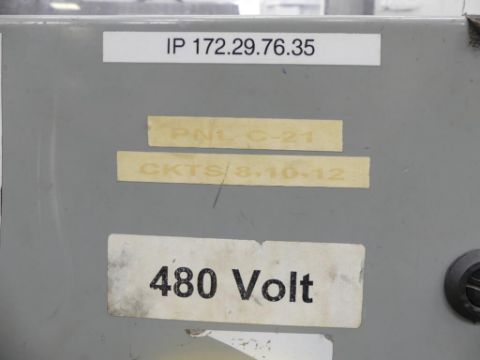 IP 172.29.76.35
PNL C-21
CKTS 8,10,12
480 Volt